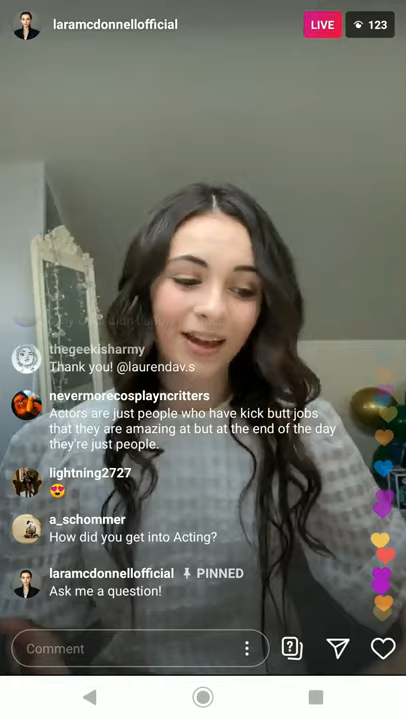 laramcdonnellofficial
LIVE
123
thegeekisharmy
Thank you! @laurendav.s
nevermorecosplayncritters
Actors are just people who have kick butt jobs
that they are amazing at but at the end of the day
they're just people.
lightning2727
😍
a_schommer
How did you get into Acting?
laramcdonnellofficial PINNED
Ask me a question!
Comment